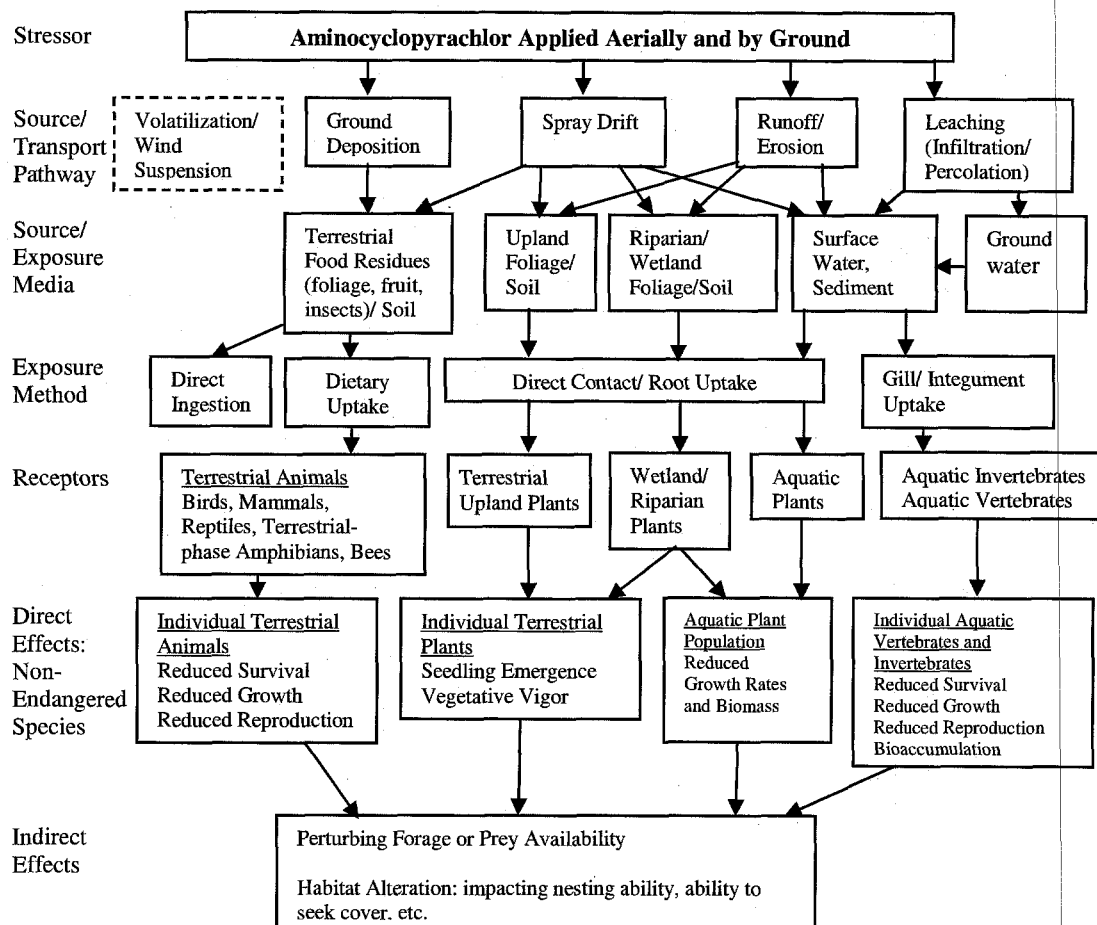 Stressor
Aminocyclopyrachlor Applied Aerially and by Ground
Source/
Transport
Pathway
Volatilization/
Wind
Suspension
Ground
Deposition
Spray Drift
Runoff/
Erosion
Leaching
(Infiltration/
Percolation)
Source/
Exposure
Media
Terrestrial
Food Residues
(foliage, fruit,
insects)/ Soil
Upland
Foliage/
Soil
Riparian/
Wetland
Foliage/Soil
Surface
Water,
Sediment
Ground
water
Exposure
Method
Direct
Ingestion
Dietary
Uptake
Direct Contact/ Root Uptake
Gill/ Integument
Uptake
Receptors
Terrestrial Animals
Birds, Mammals,
Reptiles, Terrestrial-
phase Amphibians, Bees
Terrestrial
Upland Plants
Wetland/
Riparian
Plants
Aquatic
Plants
Aquatic Invertebrates
Aquatic Vertebrates
Direct
Effects:
Non-
Endangered
Species
Individual Terrestrial
Animals
Reduced Survival
Reduced Growth
Reduced Reproduction
Individual Terrestrial
Plants
Seedling Emergence
Vegetative Vigor
Aquatic Plant
Population
Reduced
Growth Rates
and Biomass
Individual Aquatic
Vertebrates and
Invertebrates
Reduced Survival
Reduced Growth
Reduced Reproduction
Bioaccumulation
Indirect
Effects
Perturbing Forage or Prey Availability
Habitat Alteration: impacting nesting ability, ability to
seek cover, etc.